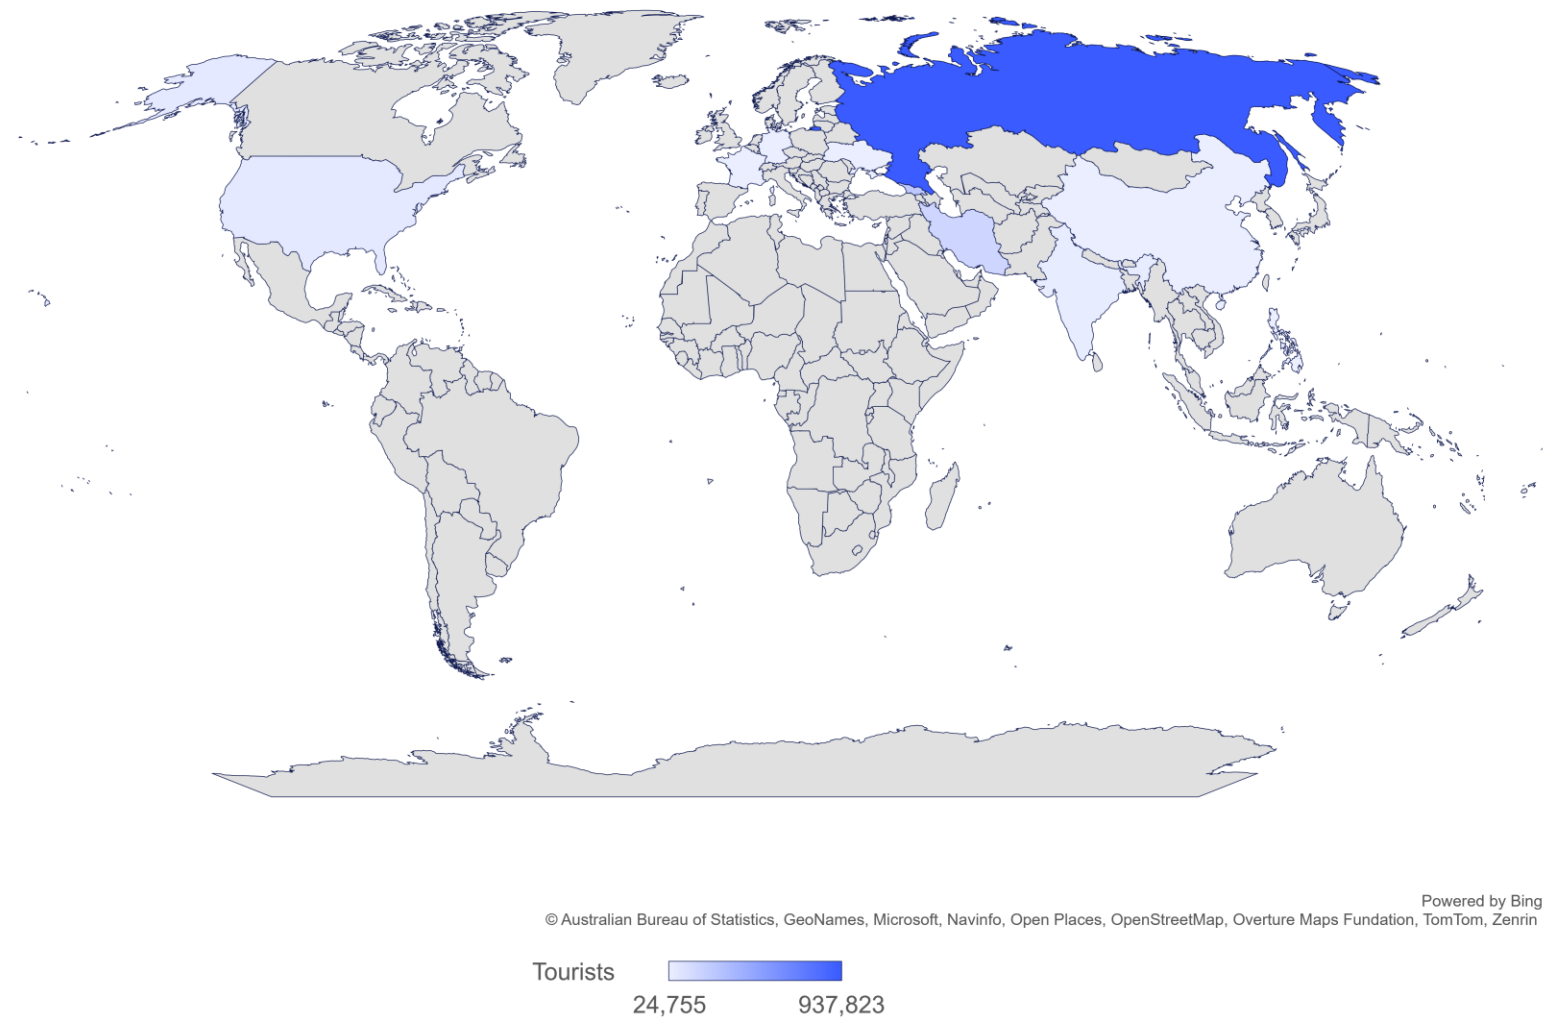 Powered by Bing
© Australian Bureau of Statistics, GeoNames, Microsoft, Navinfo, Open Places, OpenStreetMap, Overture Maps Fundation, TomTom, Zenrin
Tourists
24,755 937,823